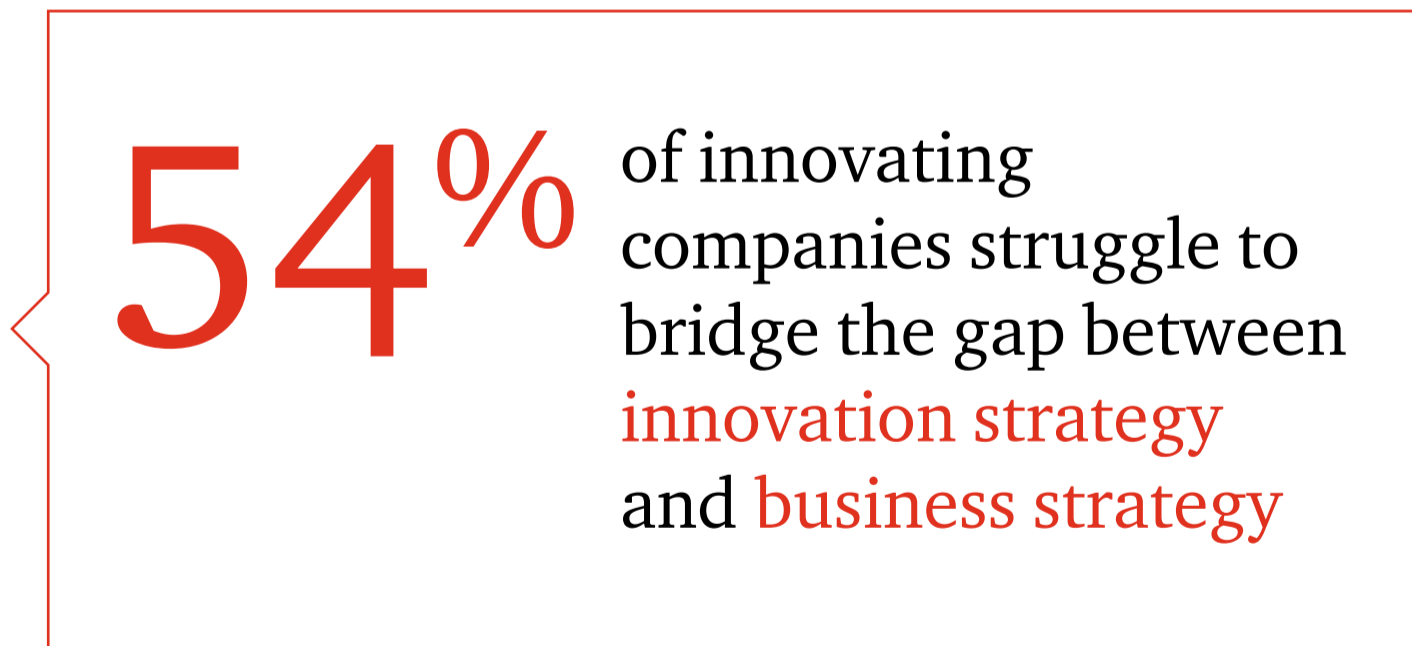 54%
of innovating
companies struggle to
bridge the gap between
innovation strategy
and business strategy